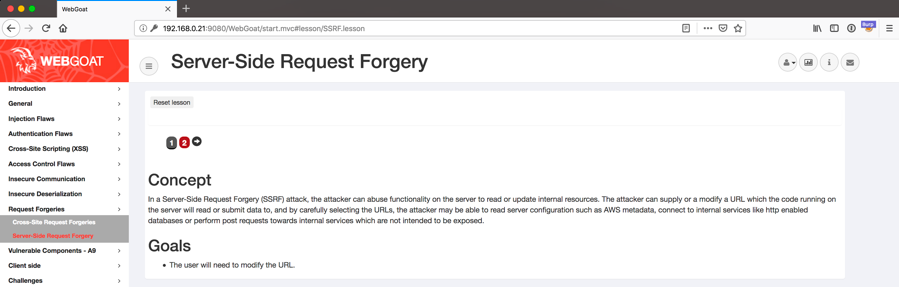 WebGoat
192.168.0.21:9080/WebGoat/start.mvc#lesson/SSRF.lesson
Burp
WEBGOAT
Server-Side Request Forgery
Introduction
General
Injection Flaws
Authentication Flaws
Cross-Site Scripting (XSS)
Access Control Flaws
Insecure Communication
Insecure Deserialization
Request Forgeries
Cross-Site Request Forgeries
Server-Side Request Forgery
Vulnerable Components - A9
Client side
Challenges
Reset lesson
1 2
Concept
In a Server-Side Request Forgery (SSRF) attack, the attacker can abuse functionality on the server to read or update internal resources. The attacker can supply or a modify a URL which the code running on
the server will read or submit data to, and by carefully selecting the URLs, the attacker may be able to read server configuration such as AWS metadata, connect to internal services like http enabled
databases or perform post requests towards internal services which are not intended to be exposed.
Goals
• The user will need to modify the URL.